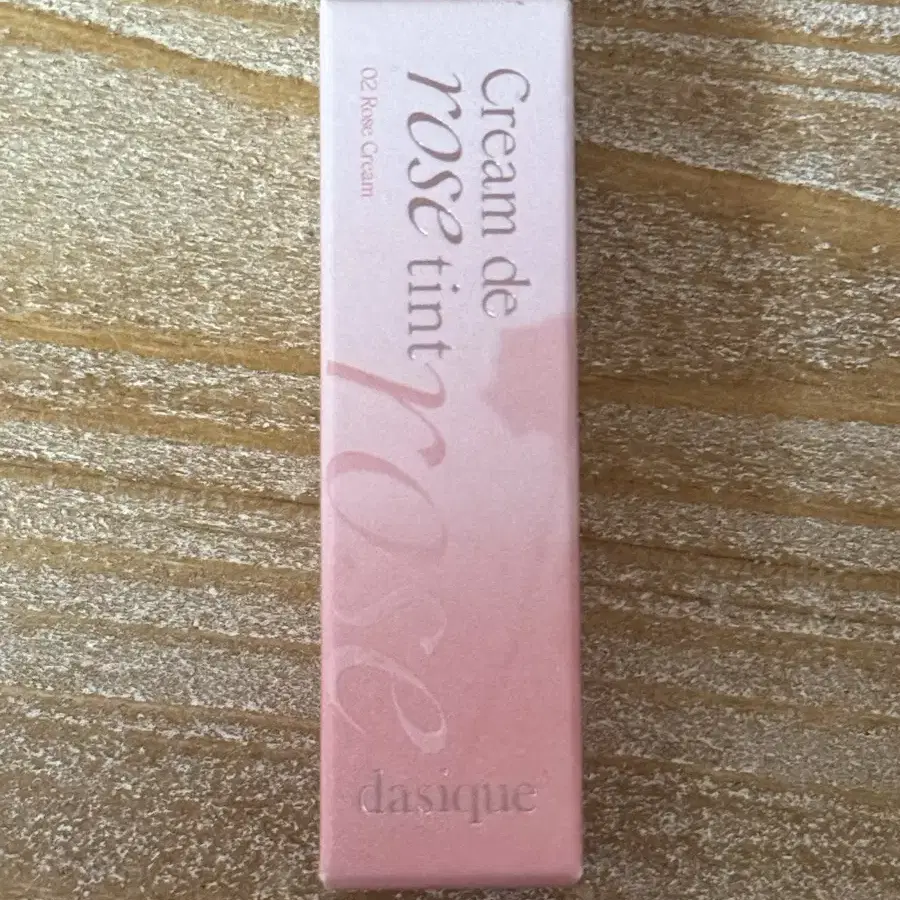 Cream de
rose tint
02 Rose Cream
rose
dasique